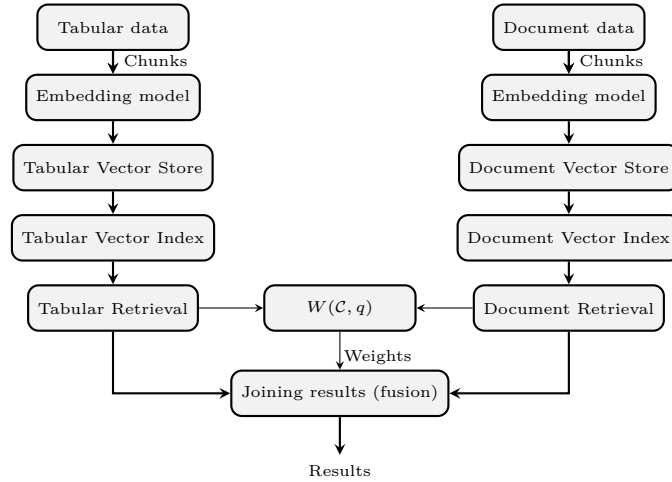 Tabular data
Document data
Chunks
Chunks
Embedding model
Embedding model
Tabular Vector Store
Document Vector Store
Tabular Vector Index
Document Vector Index
Tabular Retrieval
W(𝒞, q)
Document Retrieval
Weights
Joining results (fusion)
Results